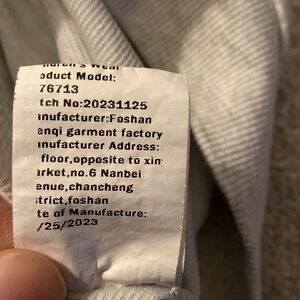 ldren's Wear
oduct Model:
76713
tch No:20231125
anufacturer:Foshan
enqi garment factory
anufacturer Address:
floor,opposite to xin
arket,no.6 Nanbei
enue,chancheng
strict,foshan
te of Manufacture:
/25/2023